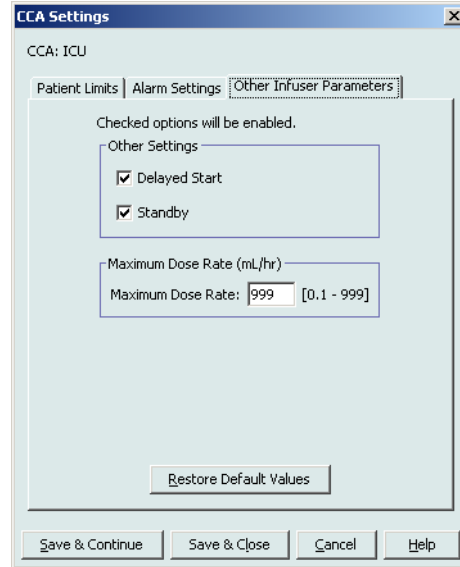 CCA Settings
CCA: ICU
Patient Limits Alarm Settings Other Infuser Parameters
Checked options will be enabled.
Other Settings
Delayed Start
Standby
Maximum Dose Rate (mL/hr)
Maximum Dose Rate: 999 [0.1 - 999]
Restore Default Values
Save & Continue Save & Close Cancel Help